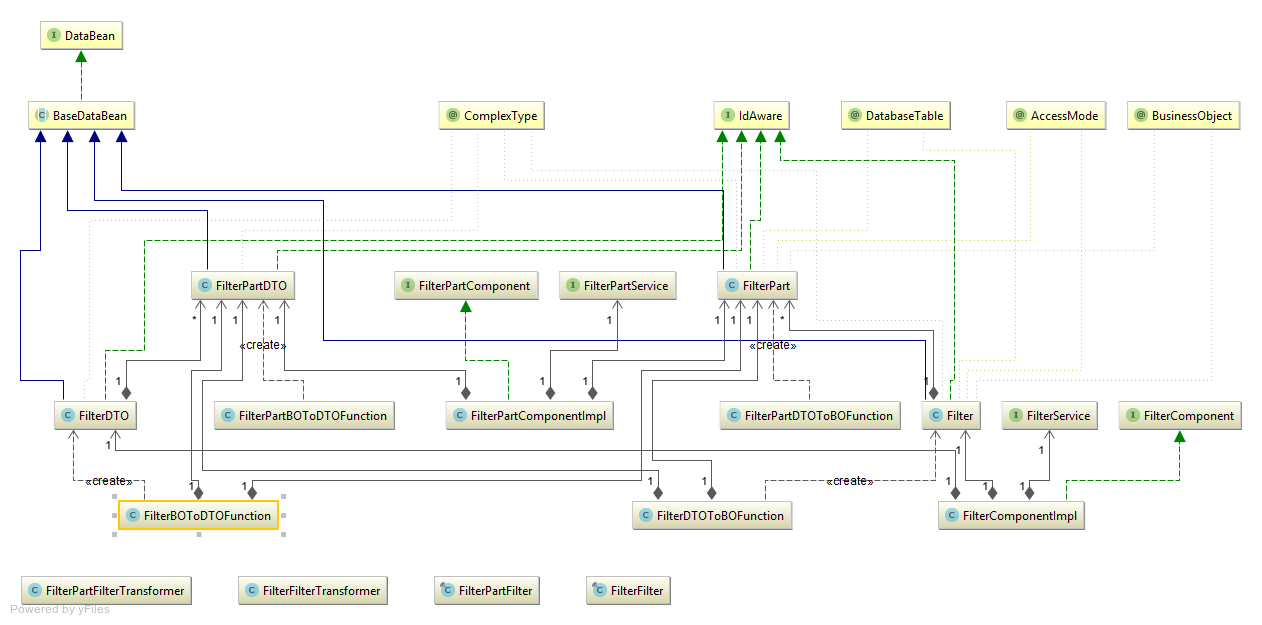 I DataBean
C BaseDataBean
@ ComplexType
I IdAware
@ DatabaseTable
@ AccessMode
@ BusinessObject
C FilterPartDTO
I FilterPartComponent
I FilterPartService
C FilterPart
* 1 1 1
1
1 1 1 *
«create»
«create»
1 1 1 1
C FilterDTO
C FilterPartBOToDTOFunction
C FilterPartComponentImpl
C FilterPartDTOToBOFunction
C Filter
I FilterService
I FilterComponent
1
1
1
«create»
1 1
1 1
«create»
1 1 1
C FilterBOToDTOFunction
C FilterDTOToBOFunction
C FilterComponentImpl
C FilterPartFilterTransformer
C FilterFilterTransformer
C FilterPartFilter
C FilterFilter
Powered by yFiles